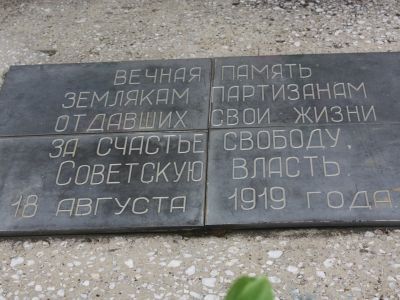 ВЕЧНАЯ ПАМЯТЬ
ЗЕМЛЯКАМ ПАРТИЗАНАМ
ОТДАВШИХ СВОИ ЖИЗНИ
ЗА СЧАСТЬЕ СВОБОДУ,
СОВЕТСКУЮ ВЛАСТЬ.
18 АВГУСТА 1919 ГОДА.